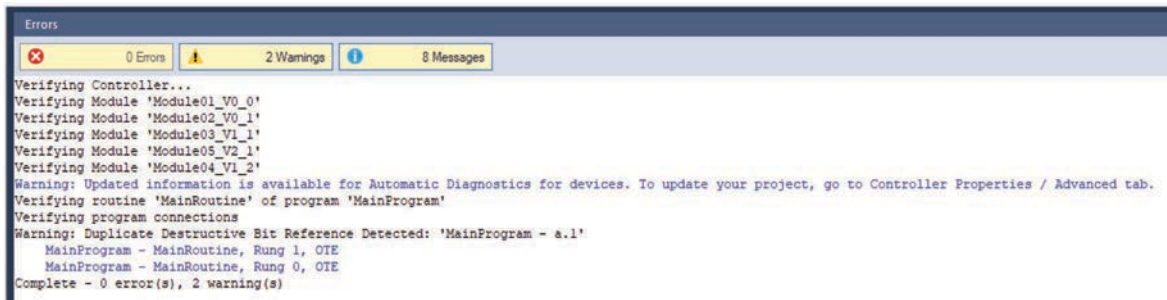 Errors
0 Errors 2 Warnings 8 Messages
Verifying Controller...
Verifying Module 'Module01_V0_0'
Verifying Module 'Module02_V0_1'
Verifying Module 'Module03_V1_1'
Verifying Module 'Module05_V2_1'
Verifying Module 'Module04_V1_2'
Warning: Updated information is available for Automatic Diagnostics for devices. To update your project, go to Controller Properties / Advanced tab.
Verifying routine 'MainRoutine' of program 'MainProgram'
Verifying program connections
Warning: Duplicate Destructive Bit Reference Detected: 'MainProgram - a.1'
MainProgram - MainRoutine, Rung 1, OTE
MainProgram - MainRoutine, Rung 0, OTE
Complete - 0 error(s), 2 warning(s)